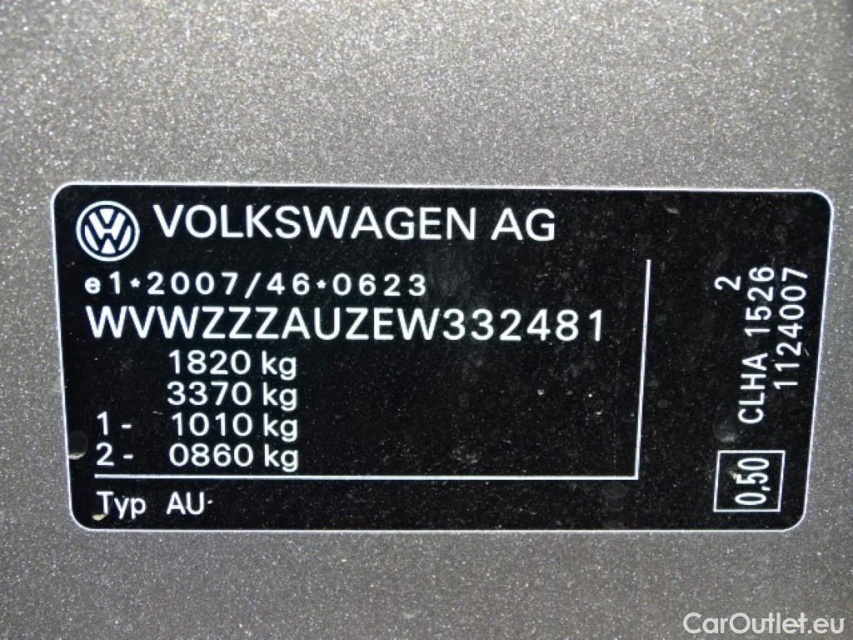 VOLKSWAGEN AG
e1*2007/46*0623
WVWZZZAUZEW332481
1820 kg
3370 kg
1 - 1010 kg
2 - 0860 kg
Typ AU
2
CLHA 1526
1124007
0,50
CarOutlet.eu